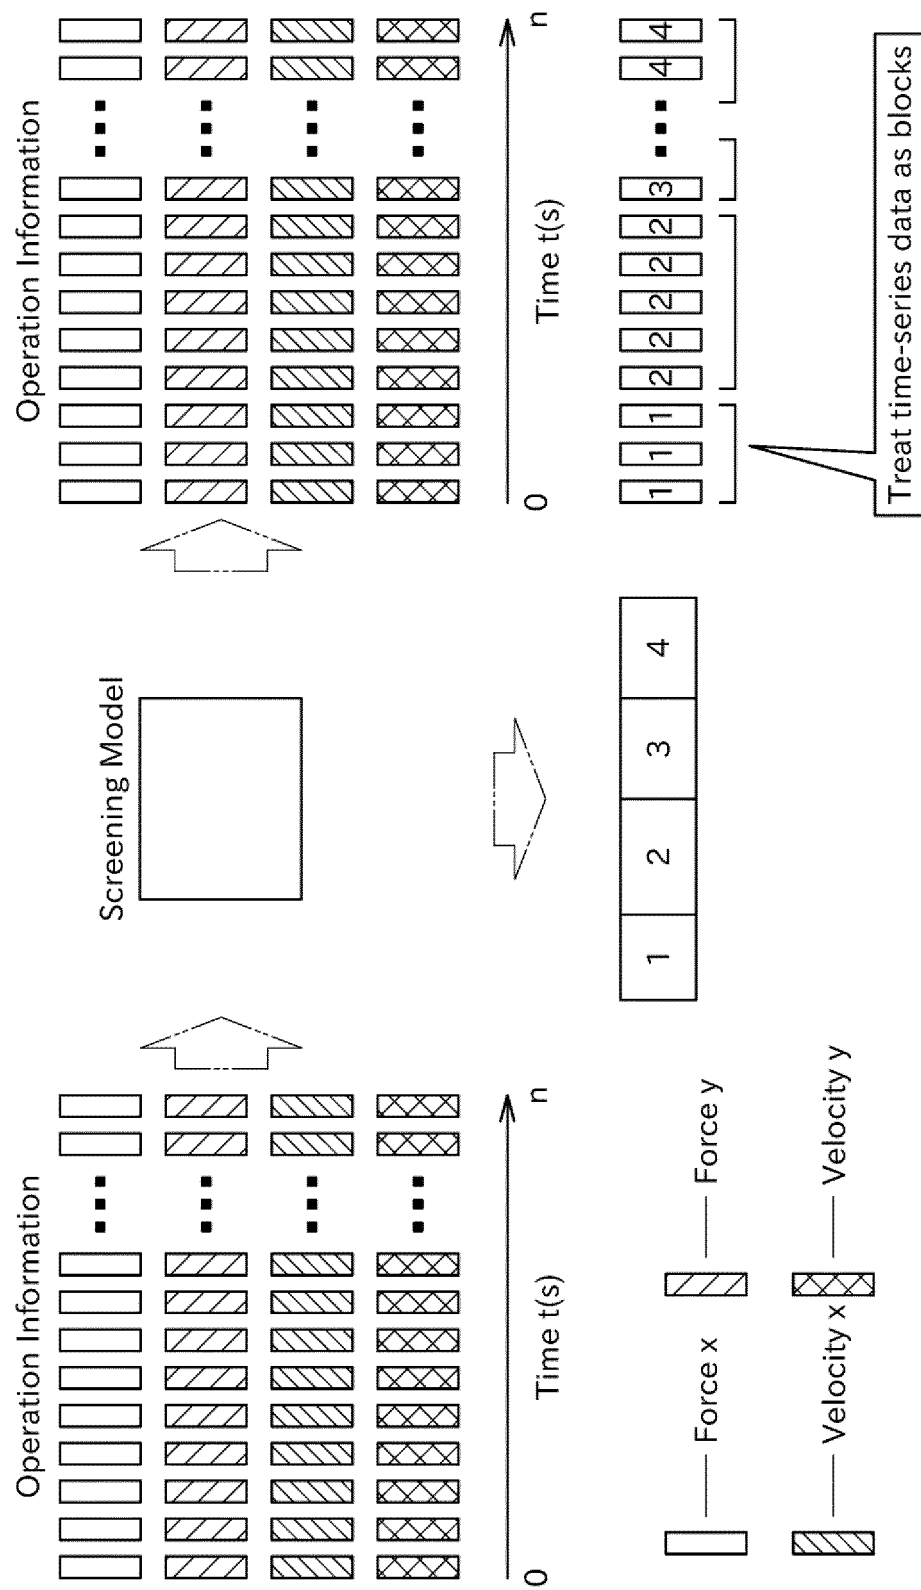 Operation Information
0
Time t(s)
n
Force x
Force y
Velocity x
Velocity y
Screening Model
1 2 3 4
Operation Information
0
Time t(s)
n
1 1 1 2 2 2 2 2 3 4 4
Treat time-series data as blocks